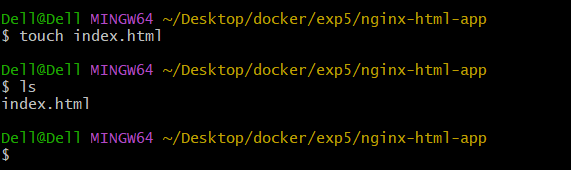 Dell@Dell MINGW64 ~/Desktop/docker/exp5/nginx-html-app
$ touch index.html
Dell@Dell MINGW64 ~/Desktop/docker/exp5/nginx-html-app
$ ls
index.html
Dell@Dell MINGW64 ~/Desktop/docker/exp5/nginx-html-app
$